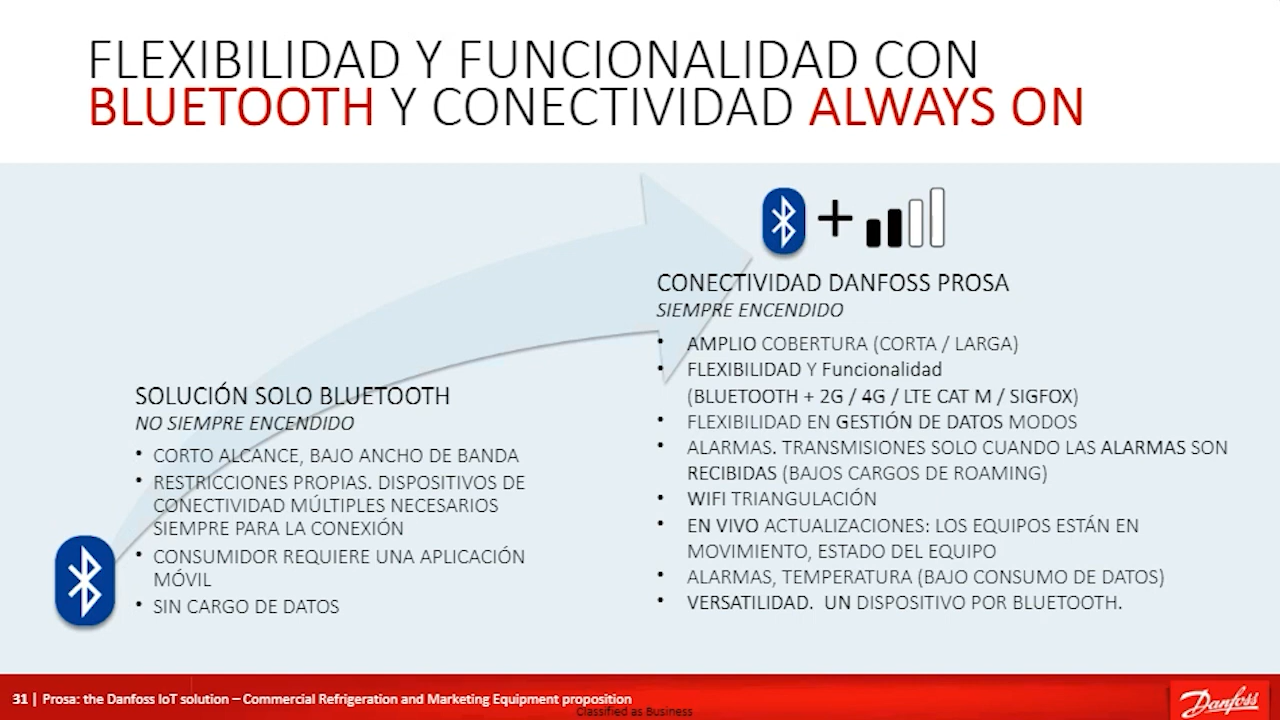 FLEXIBILIDAD Y FUNCIONALIDAD CON
BLUETOOTH Y CONECTIVIDAD ALWAYS ON
SOLUCIÓN SOLO BLUETOOTH
NO SIEMPRE ENCENDIDO
• CORTO ALCANCE, BAJO ANCHO DE BANDA
• RESTRICCIONES PROPIAS. DISPOSITIVOS DE
CONECTIVIDAD MÚLTIPLES NECESARIOS
SIEMPRE PARA LA CONEXIÓN
• CONSUMIDOR REQUIERE UNA APLICACIÓN
MÓVIL
• SIN CARGO DE DATOS
+
CONECTIVIDAD DANFOSS PROSA
SIEMPRE ENCENDIDO
• AMPLIO COBERTURA (CORTA / LARGA)
• FLEXIBILIDAD Y Funcionalidad
(BLUETOOTH + 2G / 4G / LTE CAT M / SIGFOX)
• FLEXIBILIDAD EN GESTIÓN DE DATOS MODOS
• ALARMAS. TRANSMISIONES SOLO CUANDO LAS ALARMAS SON
RECIBIDAS (BAJOS CARGOS DE ROAMING)
• WIFI TRIANGULACIÓN
• EN VIVO ACTUALIZACIONES: LOS EQUIPOS ESTÁN EN
MOVIMIENTO, ESTADO DEL EQUIPO
• ALARMAS, TEMPERATURA (BAJO CONSUMO DE DATOS)
• VERSATILIDAD. UN DISPOSITIVO POR BLUETOOTH.
31 | Prosa: the Danfoss IoT solution – Commercial Refrigeration and Marketing Equipment proposition
Classified as Business
Danfoss